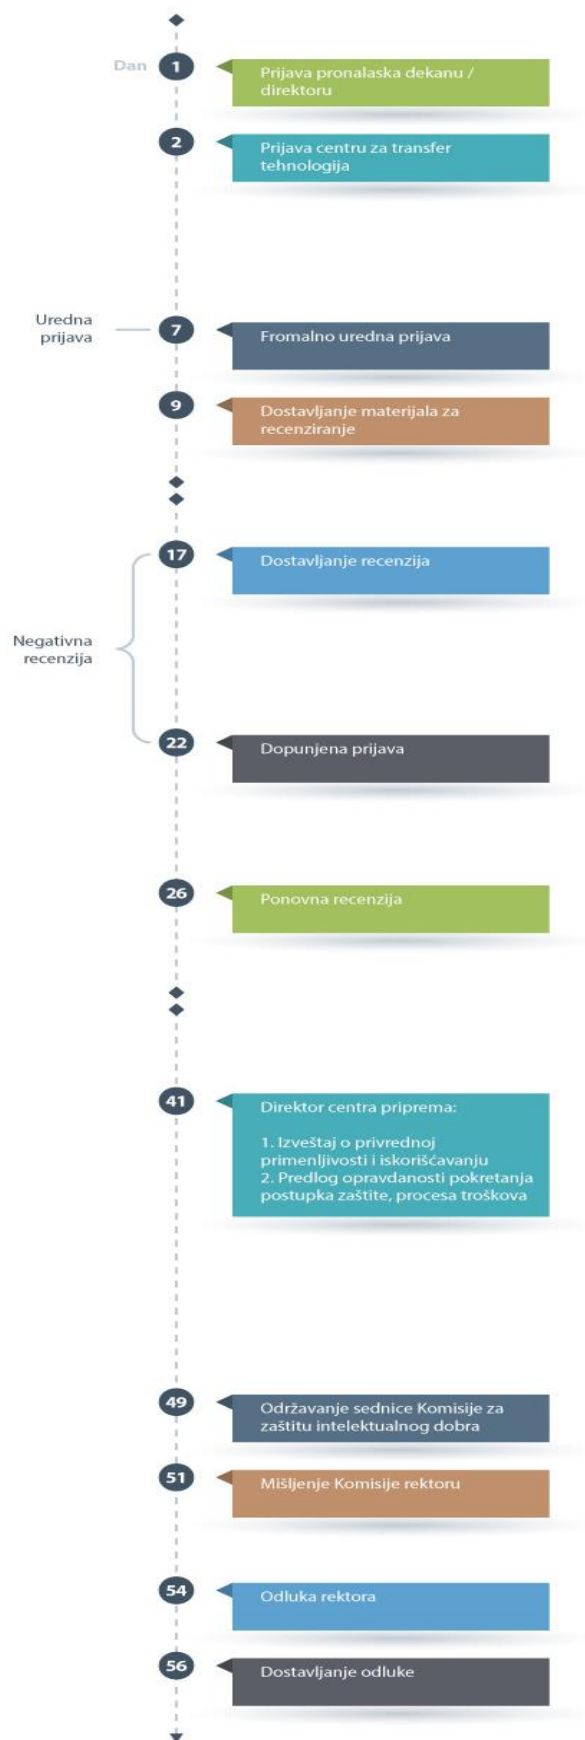 Dan
1
Prijava pronalaska dekanu /
direktoru
2
Prijava centru za transfer
tehnologija
Uredna
prijava
7
Fromalno uredna prijava
9
Dostavljanje materijala za
recenziranje
17
Dostavljanje recenzija
Negativna
recenzija
22
Dopunjena prijava
26
Ponovna recenzija
41
Direktor centra priprema:
1. Izveštaj o privrednoj
primenljivosti i iskorišćavanju
2. Predlog opravdanosti pokretanja
postupka zaštite, procesa troškova
49
Održavanje sednice Komisije za
zaštitu intelektualnog dobra
51
Mišljenje Komisije rektoru
54
Odluka rektora
56
Dostavljanje odluke